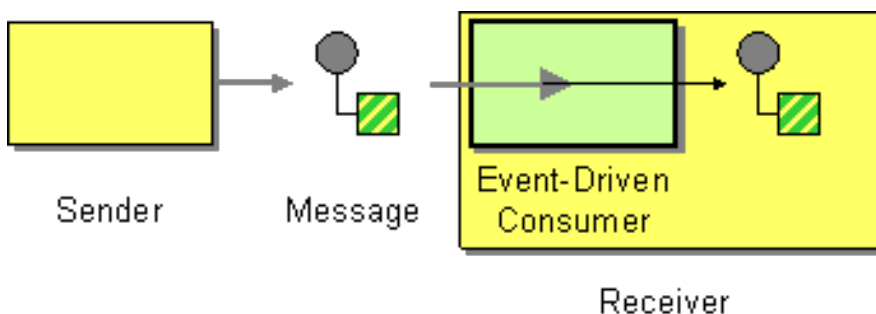 Sender
Message
Event-Driven
Consumer
Receiver